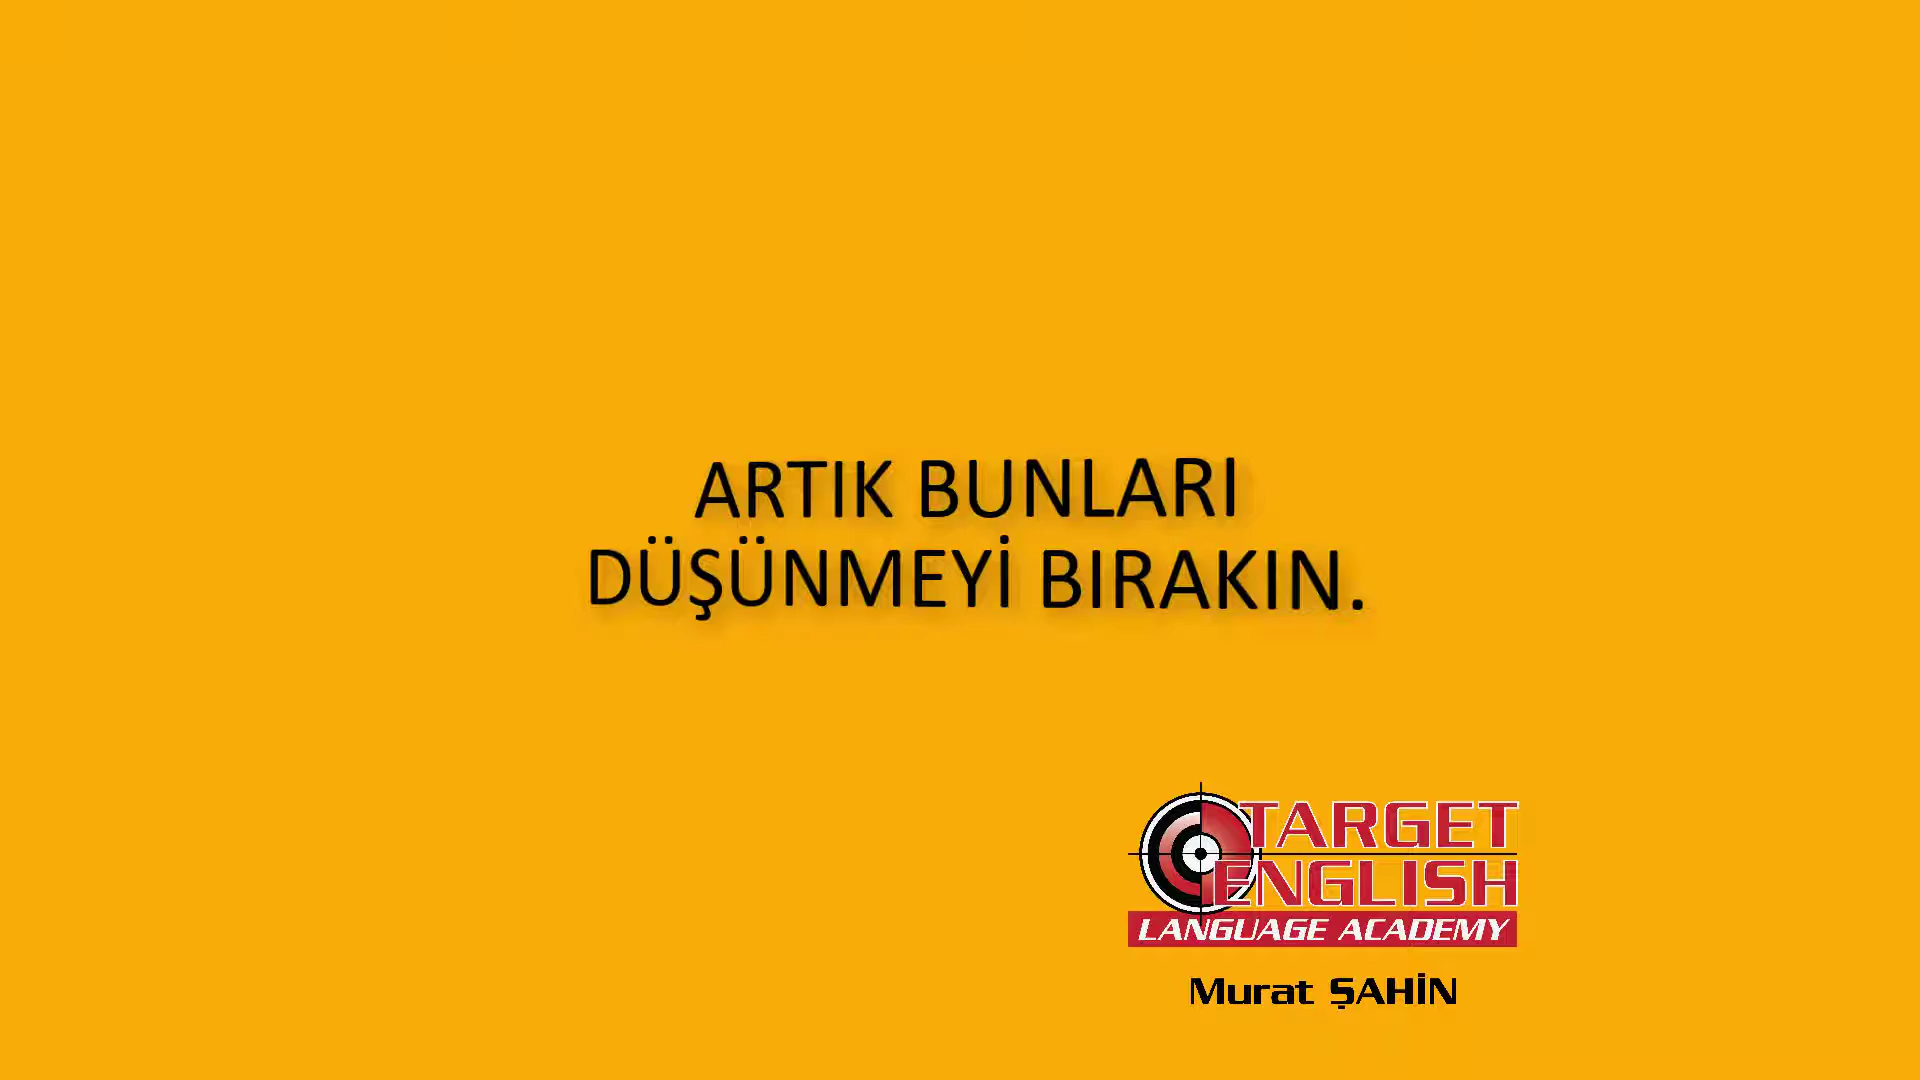 ARTIK BUNLARI
DÜŞÜNMEYİ BIRAKIN.
TARGET
ENGLISH
LANGUAGE ACADEMY
Murat ŞAHİN